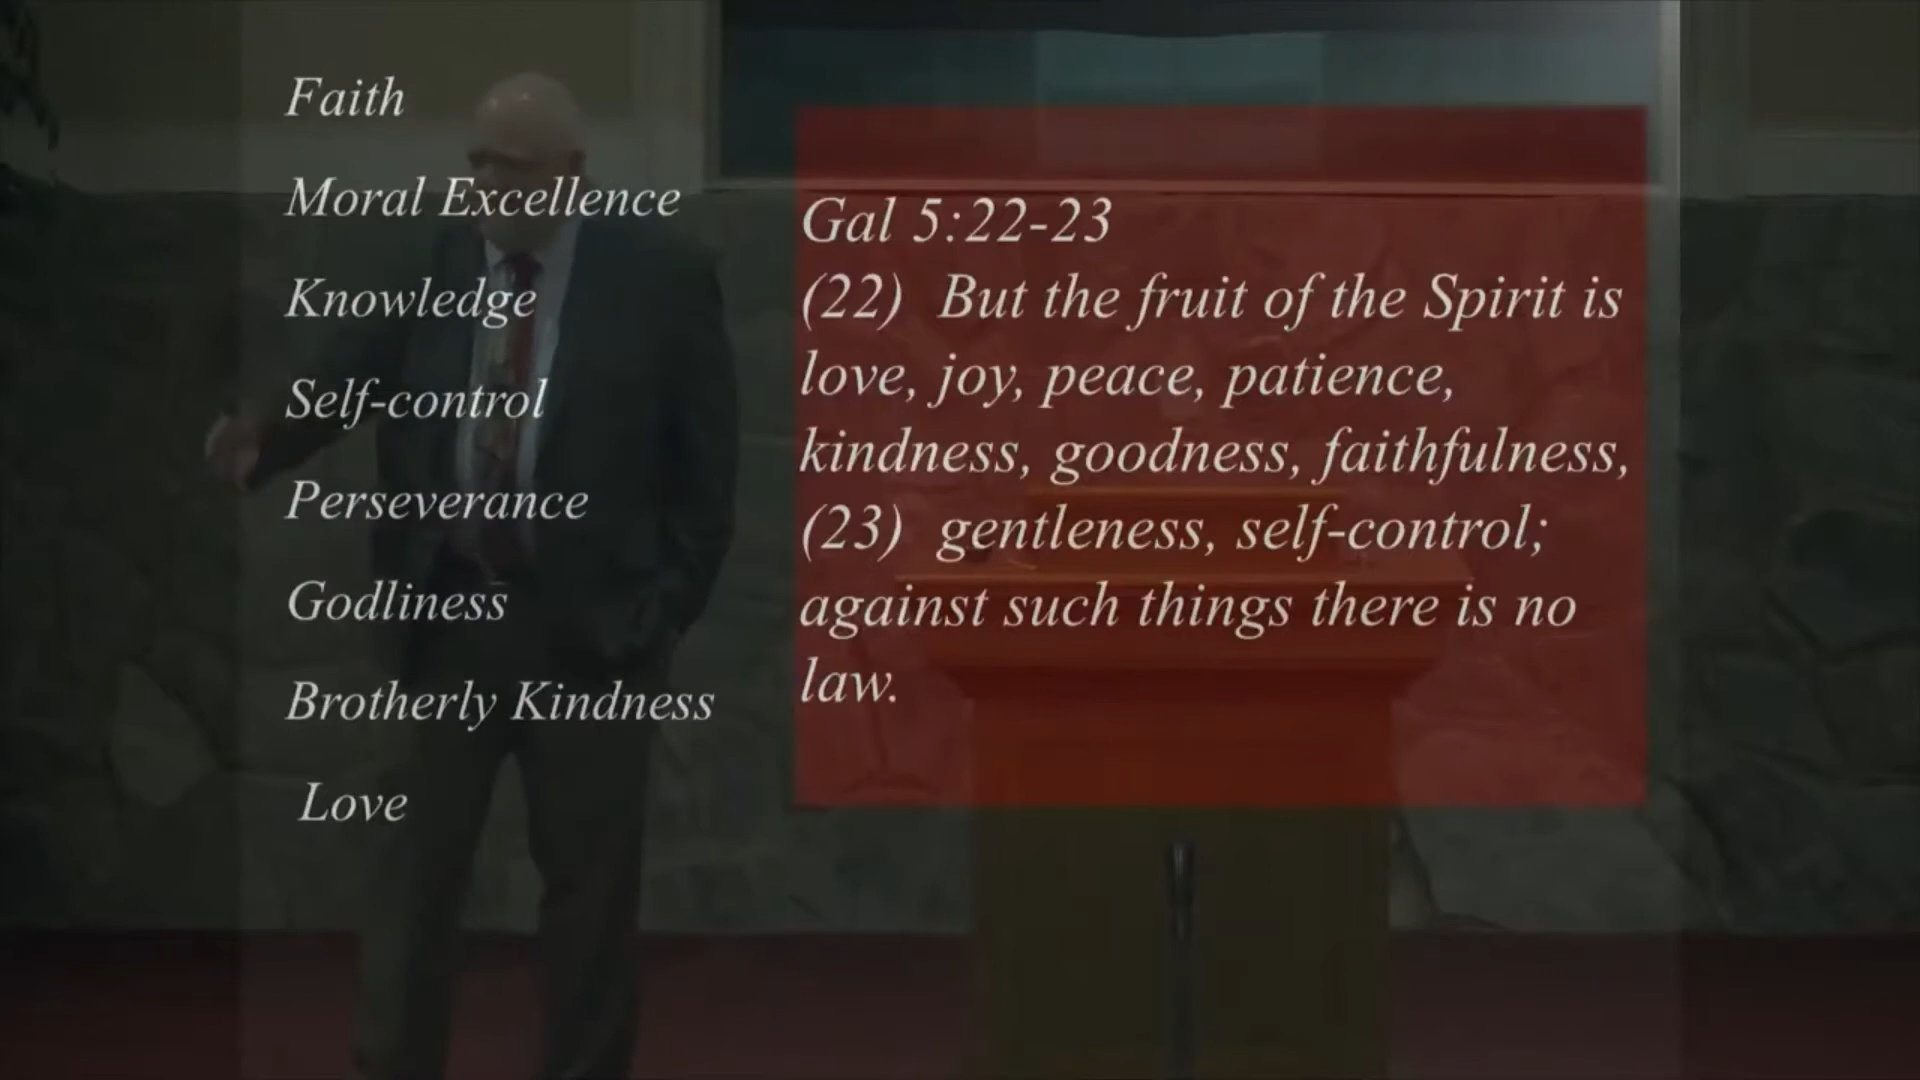 Faith
Moral Excellence
Knowledge
Self-control
Perseverance
Godliness
Brotherly Kindness
Love
Gal 5:22-23
(22) But the fruit of the Spirit is
love, joy, peace, patience,
kindness, goodness, faithfulness,
(23) gentleness, self-control;
against such things there is no
law.